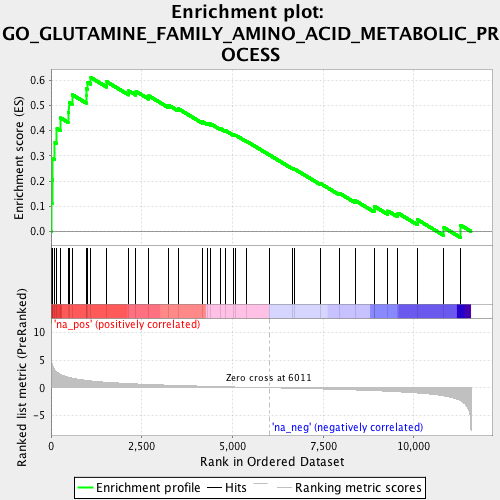 Enrichment plot:
GO_GLUTAMINE_FAMILY_AMINO_ACID_METABOLIC_PR
OCESS
Enrichment score (ES)
0.6
0.5
0.4
0.3
0.2
0.1
0.0
'na_pos' (positively correlated)
Ranked list metric (PreRanked)
10
5
0
-5
Zero cross at 6011
'na_neg' (negatively correlated)
0
2,500
5,000
7,500
10,000
Rank in Ordered Dataset
Enrichment profile
Hits
Ranking metric scores